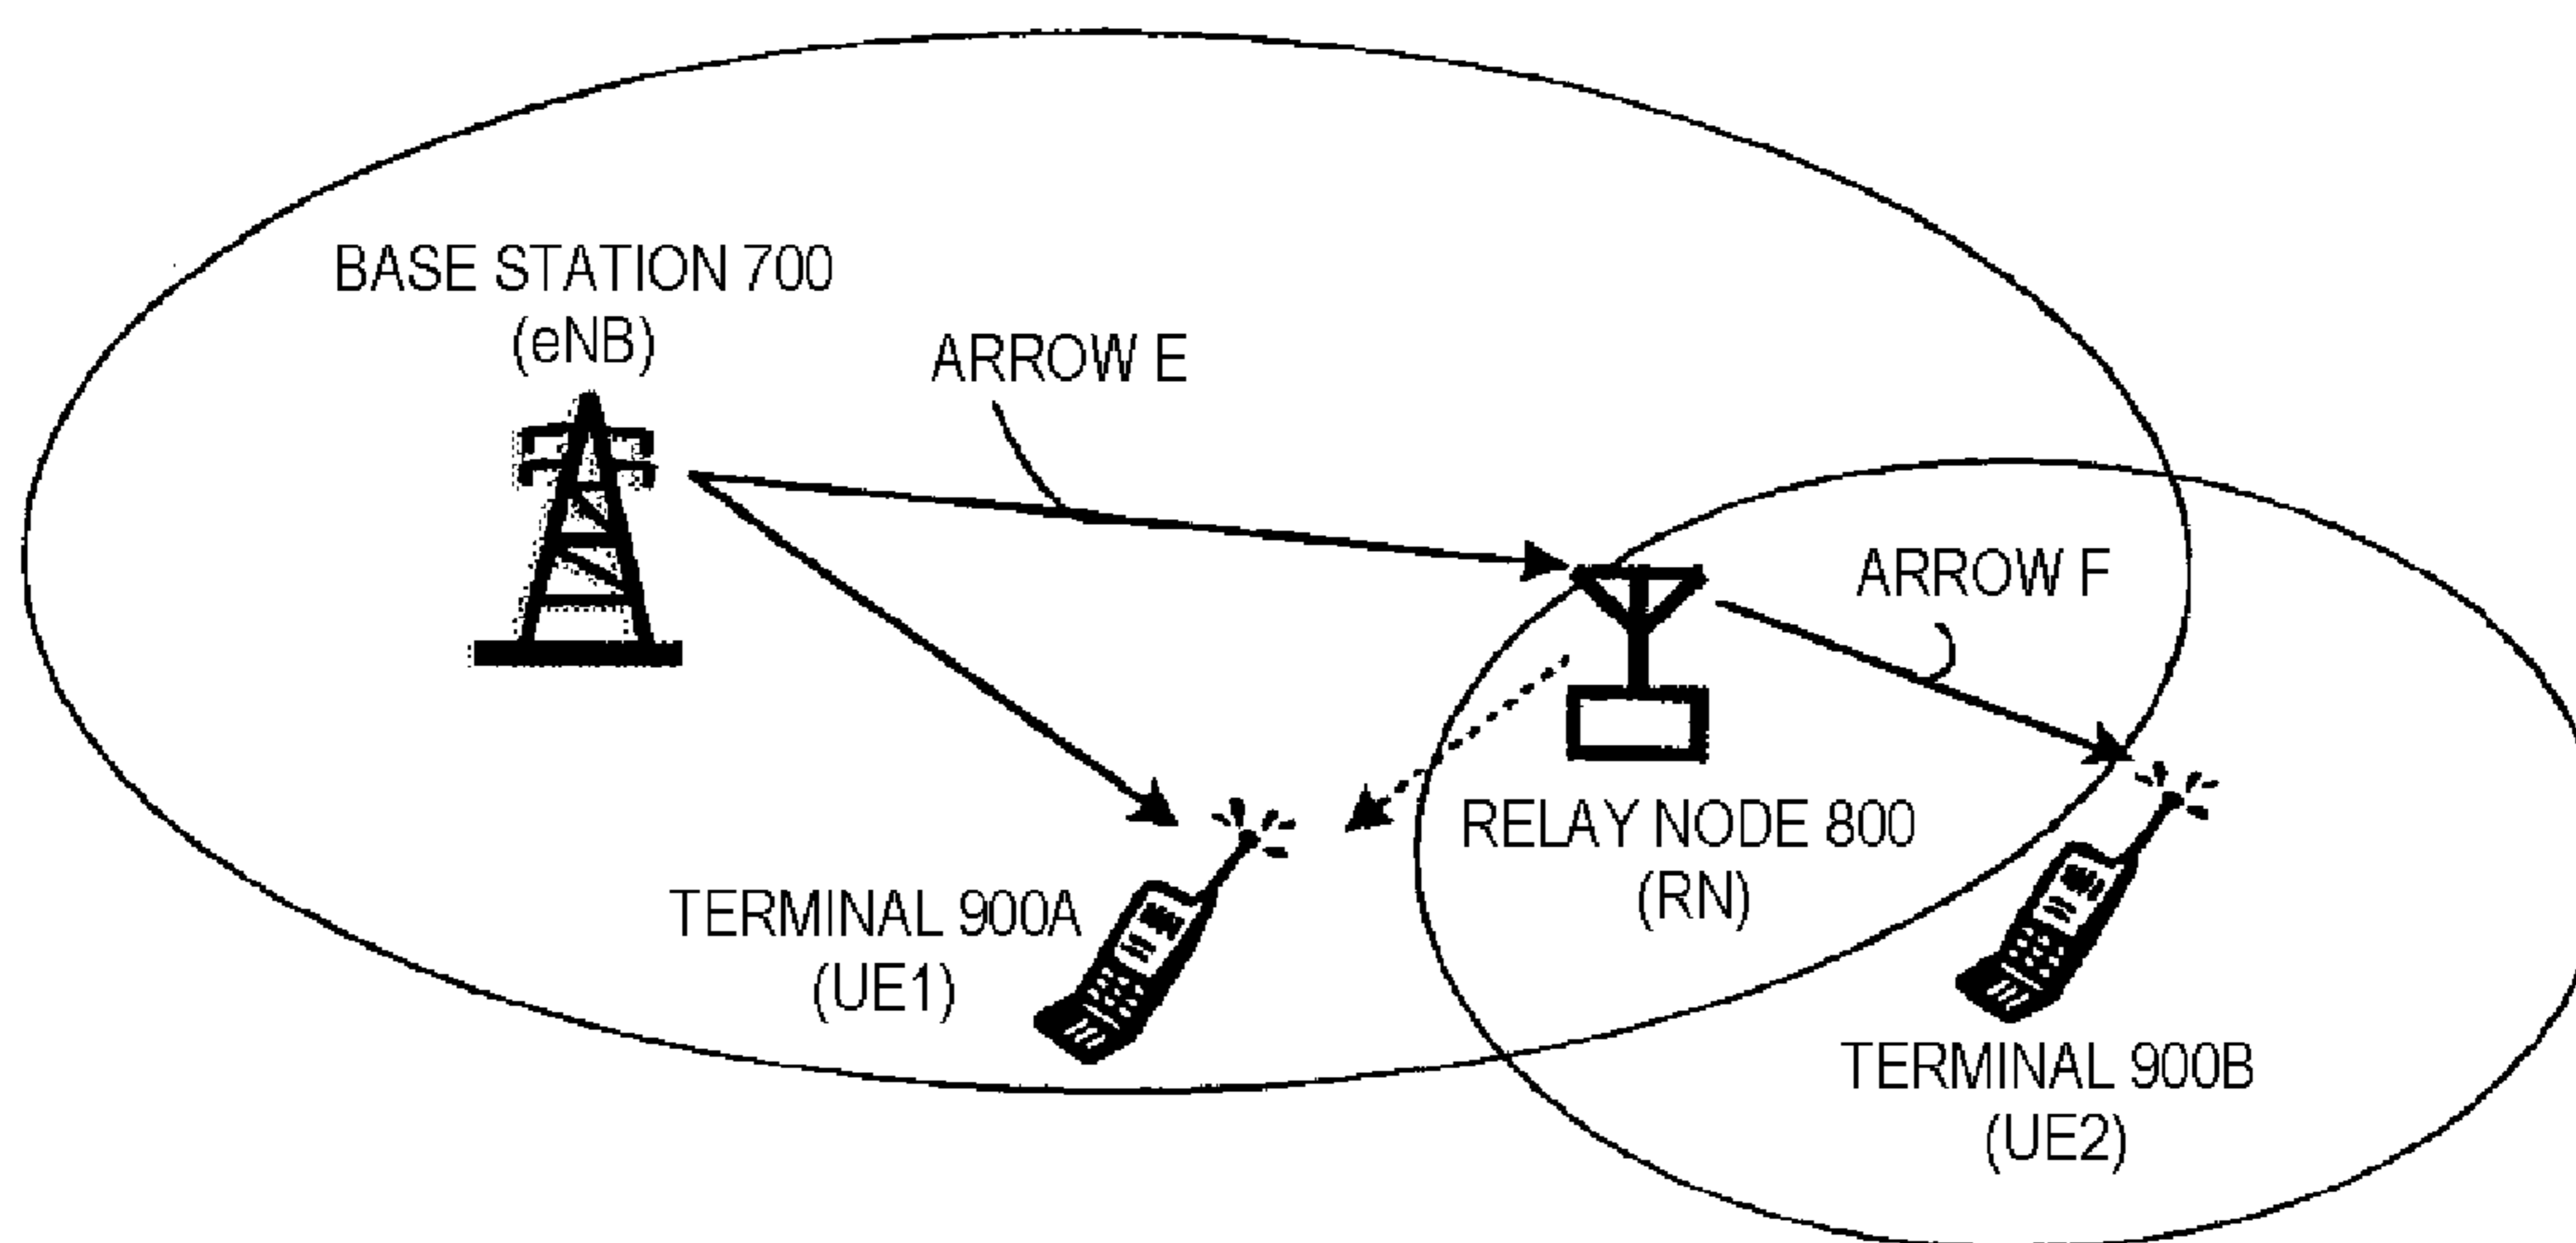 BASE STATION 700
(eNB)
ARROW E
ARROW F
RELAY NODE 800
(RN)
TERMINAL 900A
(UE1)
TERMINAL 900B
(UE2)